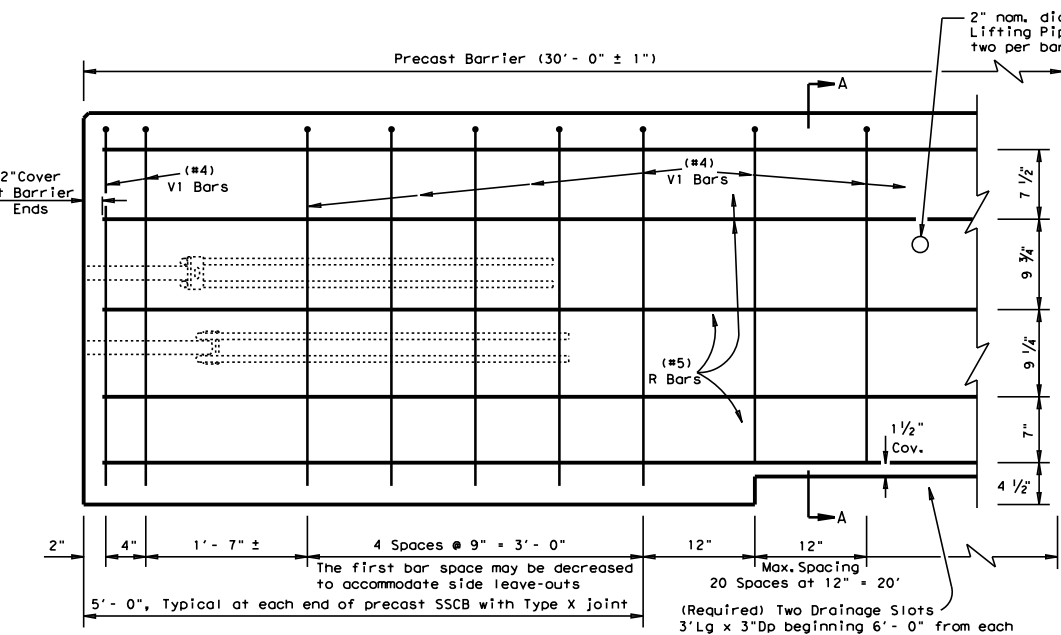 2" nom. dia
Lifting Pip
two per bar
Precast Barrier (30'- 0" ± 1")
A
2"Cover
t Barrier
Ends
(#4)
V1 Bars
(#4)
V1 Bars
7 1/2"
9 3/4"
9 1/4"
7"
4 1/2"
(#5)
R Bars
1 1/2"
Cov.
A
2"
4"
1'- 7" ±
4 Spaces @ 9" = 3'- 0"
12"
12"
The first bar space may be decreased
to accommodate side leave-outs
Max. Spacing
20 Spaces at 12" = 20'
5'- 0", Typical at each end of precast SSCB with Type X joint
(Required) Two Drainage Slots
3'Lg x 3"Dp beginning 6'- 0" from each